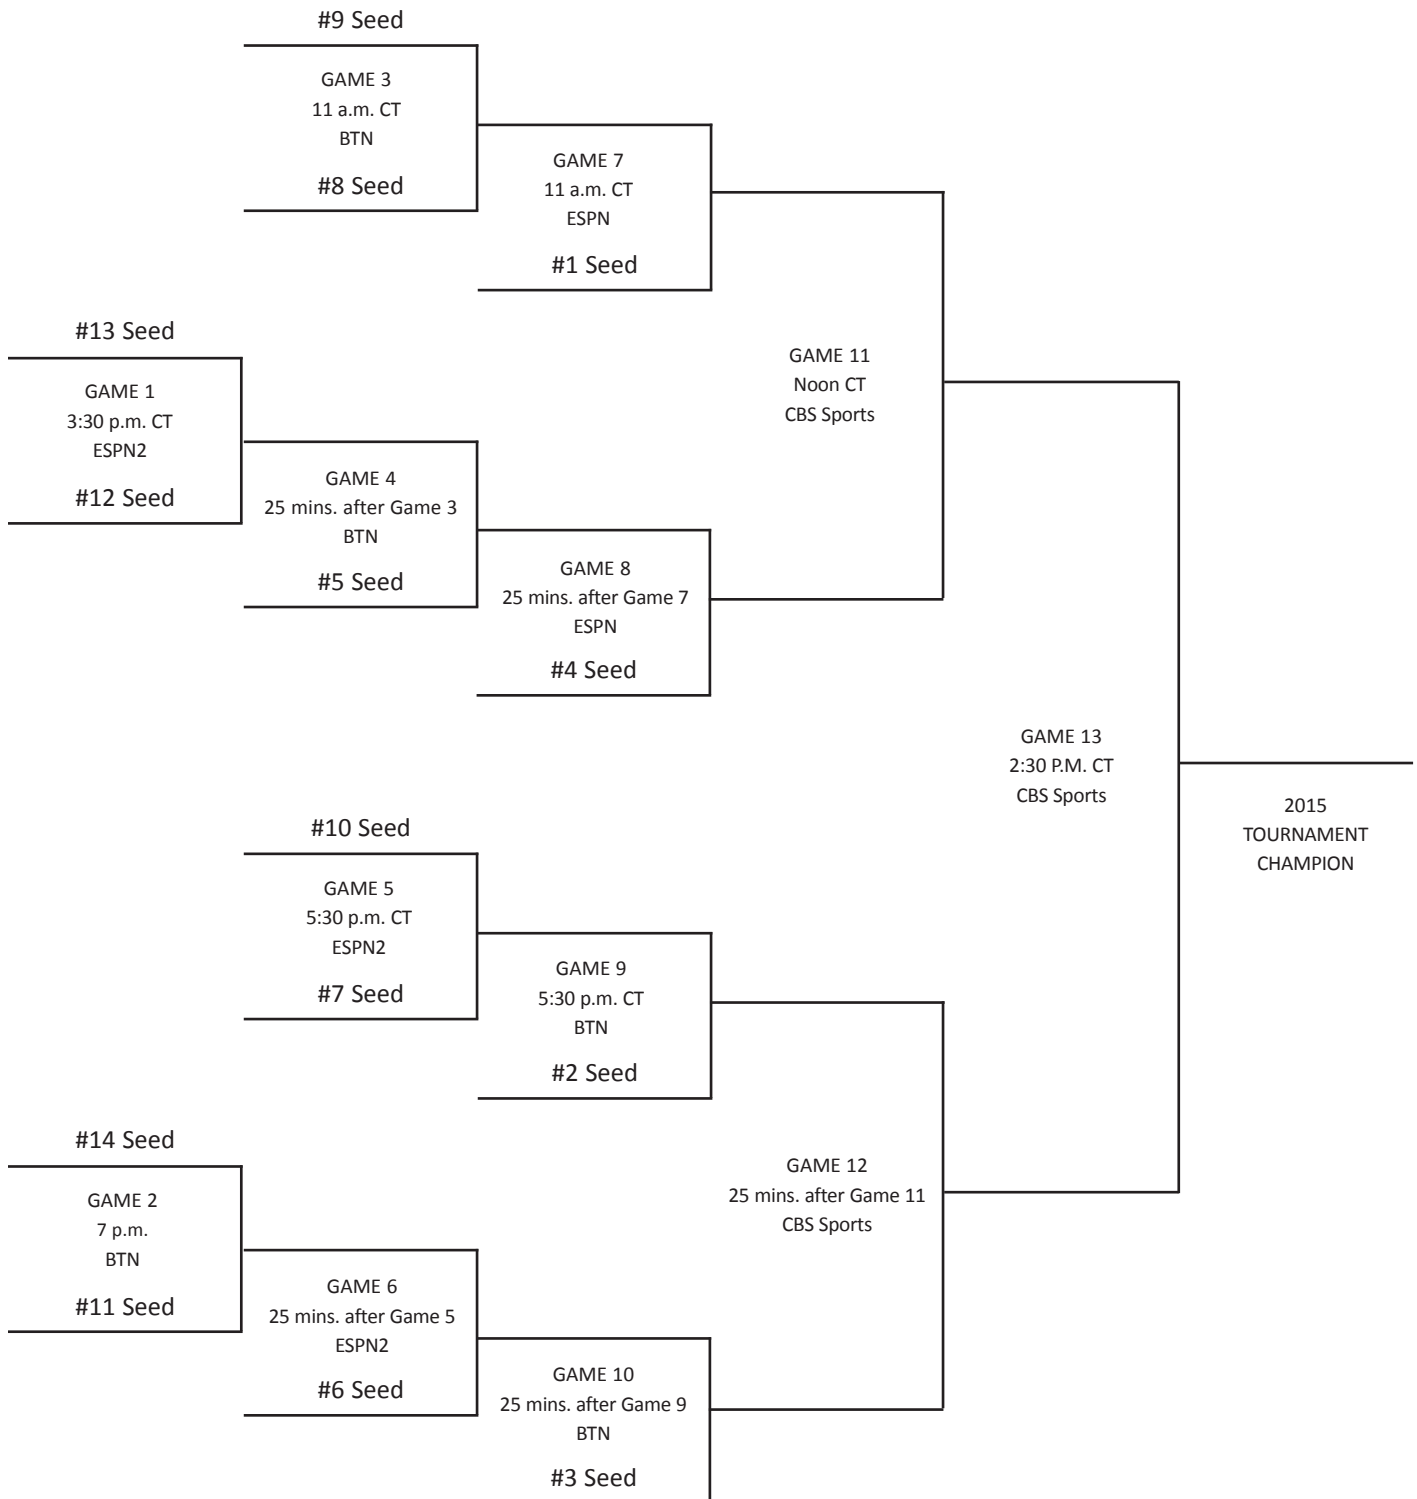 #9 Seed
GAME 3
11 a.m. CT
BTN
#8 Seed
GAME 7
11 a.m. CT
ESPN
#1 Seed
#13 Seed
GAME 1
3:30 p.m. CT
ESPN2
#12 Seed
GAME 4
25 mins. after Game 3
BTN
#5 Seed
GAME 8
25 mins. after Game 7
ESPN
#4 Seed
GAME 11
Noon CT
CBS Sports
#10 Seed
GAME 5
5:30 p.m. CT
ESPN2
#7 Seed
GAME 9
5:30 p.m. CT
BTN
#2 Seed
#14 Seed
GAME 2
7 p.m.
BTN
#11 Seed
GAME 6
25 mins. after Game 5
ESPN2
#6 Seed
GAME 10
25 mins. after Game 9
BTN
#3 Seed
GAME 12
25 mins. after Game 11
CBS Sports
GAME 13
2:30 P.M. CT
CBS Sports
2015
TOURNAMENT
CHAMPION